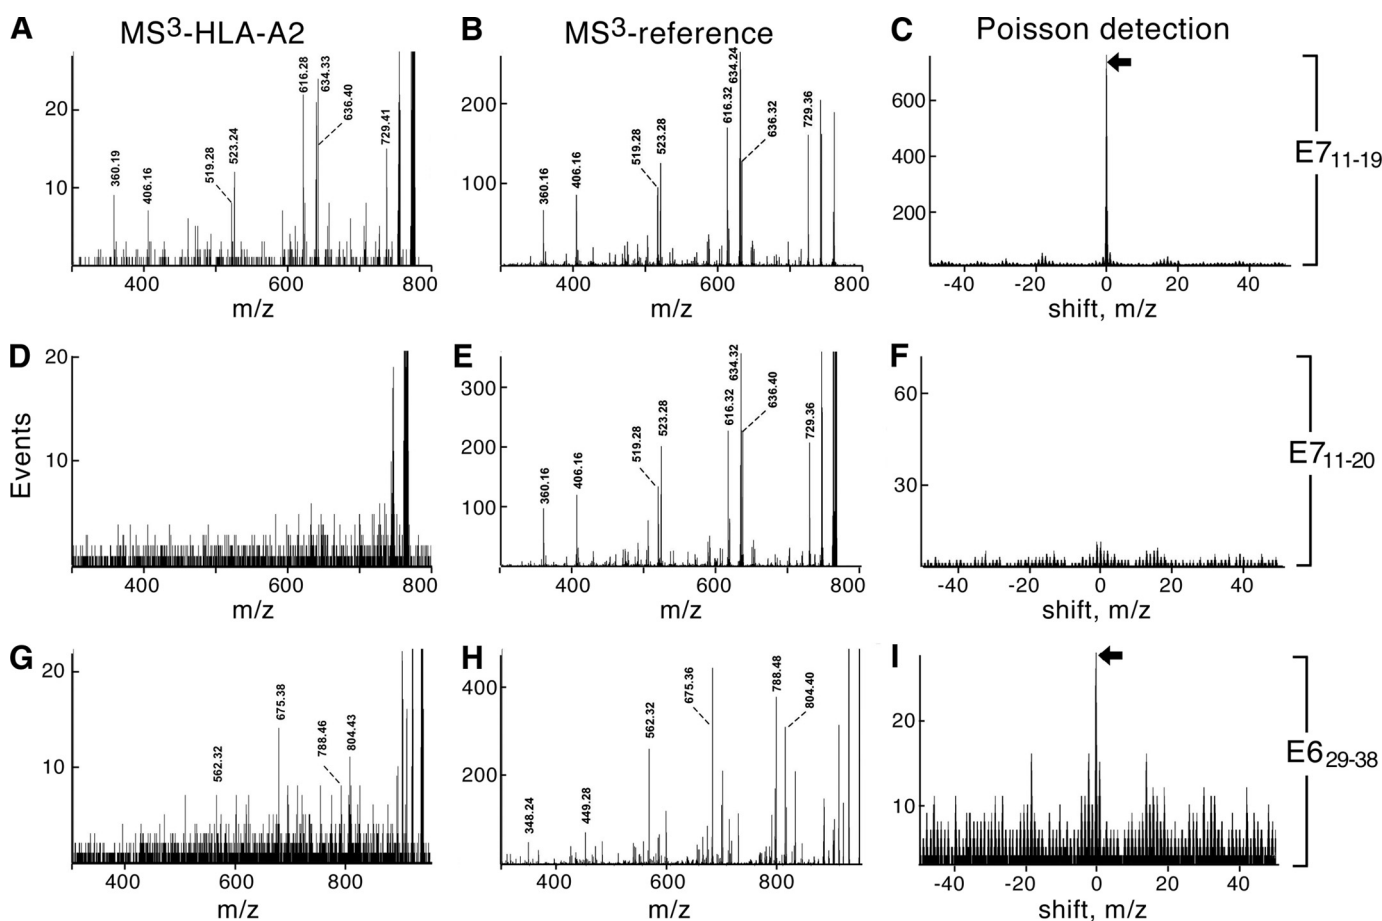 A MS3-HLA-A2
B MS3-reference
C Poisson detection
20
10
360.19
406.16
519.28
523.24
616.28
634.33
636.40
729.41
400 600 800
m/z
200
100
360.16
406.16
519.28
523.28
616.32
634.24
636.32
729.36
400 600 800
m/z
600
400
200
-40 -20 0 20 40
shift, m/z
E7 11-19
D
Events
20
10
400 600 800
m/z
E
300
200
100
360.16
406.16
519.28
523.28
616.32
634.32
636.40
729.36
400 600 800
m/z
F
60
30
-40 -20 0 20 40
shift, m/z
E7 11-20
G
20
10
562.32
675.38
788.46
804.43
400 600 800
m/z
H
400
200
348.24
449.28
562.32
675.36
788.48
804.40
400 600 800
m/z
I
20
10
-40 -20 0 20 40
shift, m/z
E6 29-38